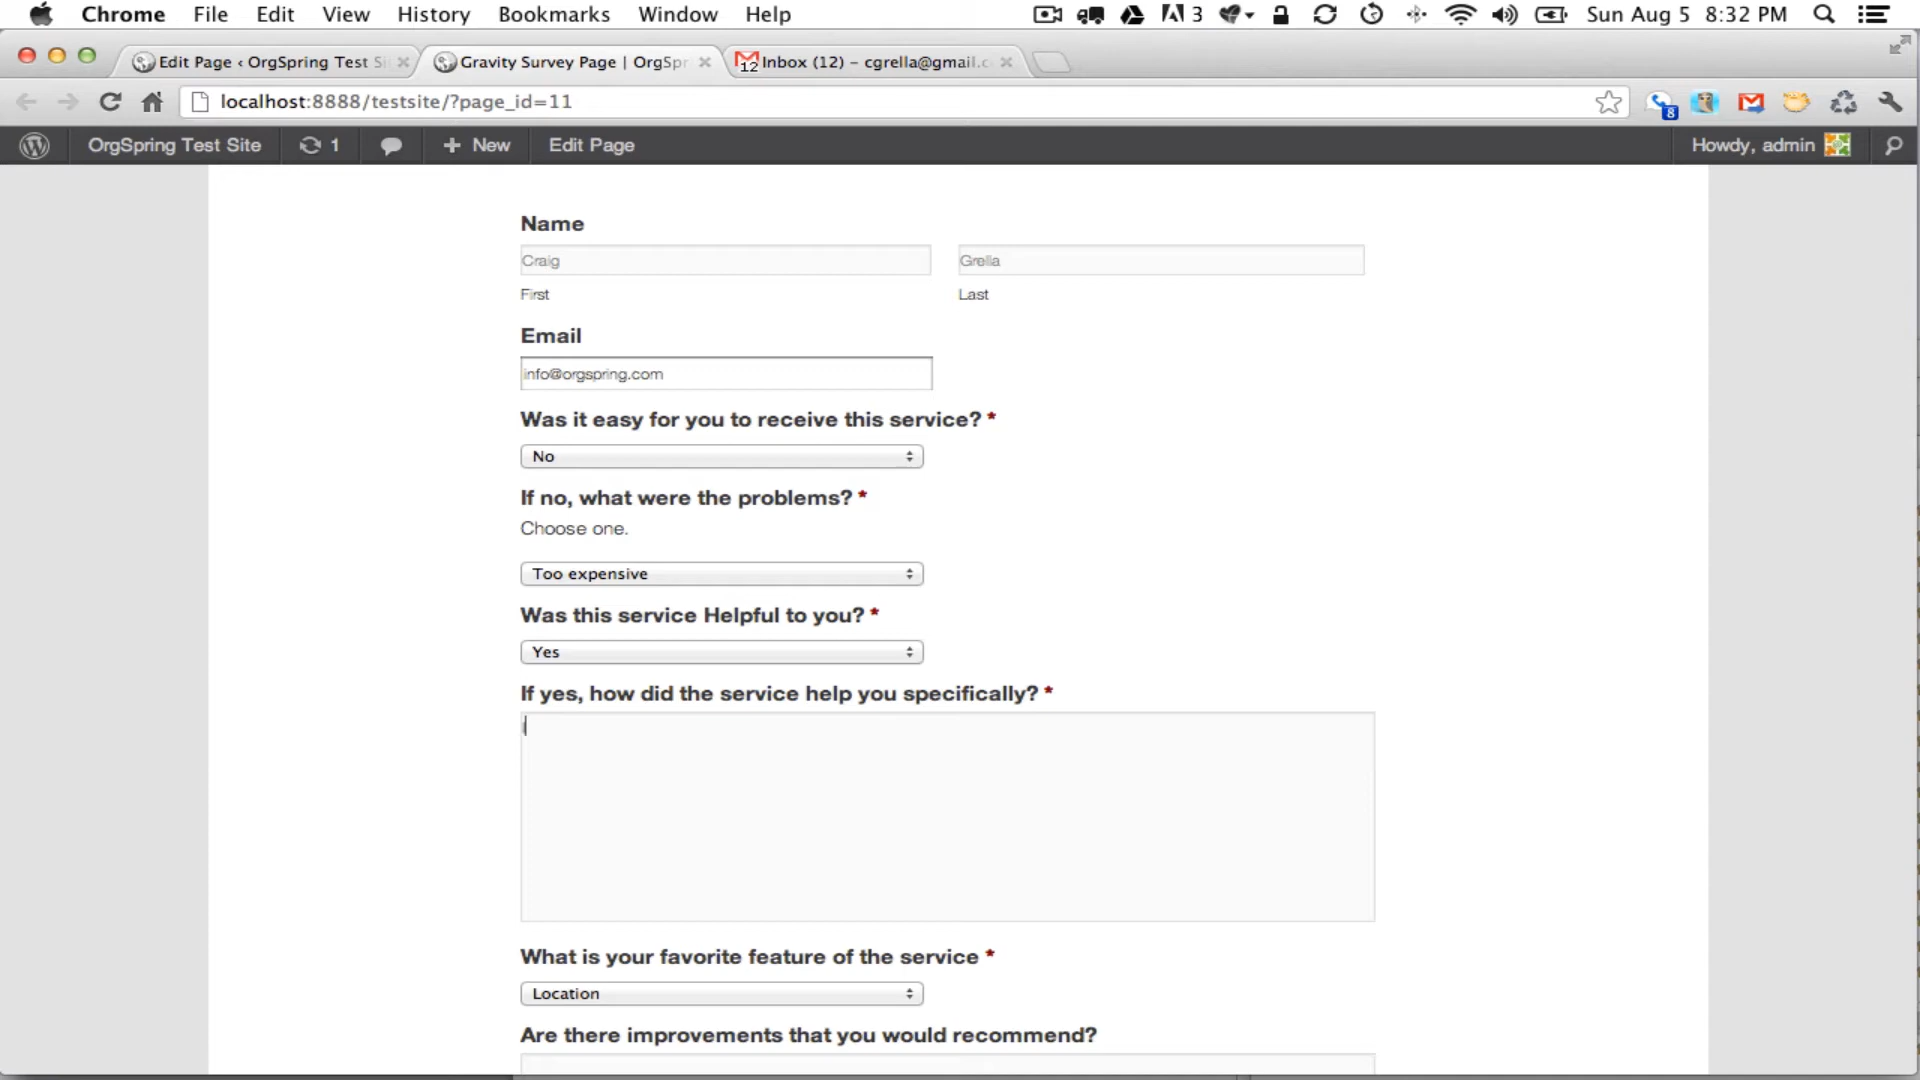 Chrome File Edit View History Bookmarks Window Help 3 Sun Aug 5 8:32 PM
Edit Page ‹ OrgSpring Test Si Gravity Survey Page | OrgSpr 12 Inbox (12) – cgrella@gmail.c
localhost:8888/testsite/?page_id=11 8
OrgSpring Test Site 1 + New Edit Page Howdy, admin
Name
Craig Grella
First Last
Email
info@orgspring.com
Was it easy for you to receive this service? *
No
If no, what were the problems? *
Choose one.
Too expensive
Was this service Helpful to you? *
Yes
If yes, how did the service help you specifically? *
What is your favorite feature of the service *
Location
Are there improvements that you would recommend?